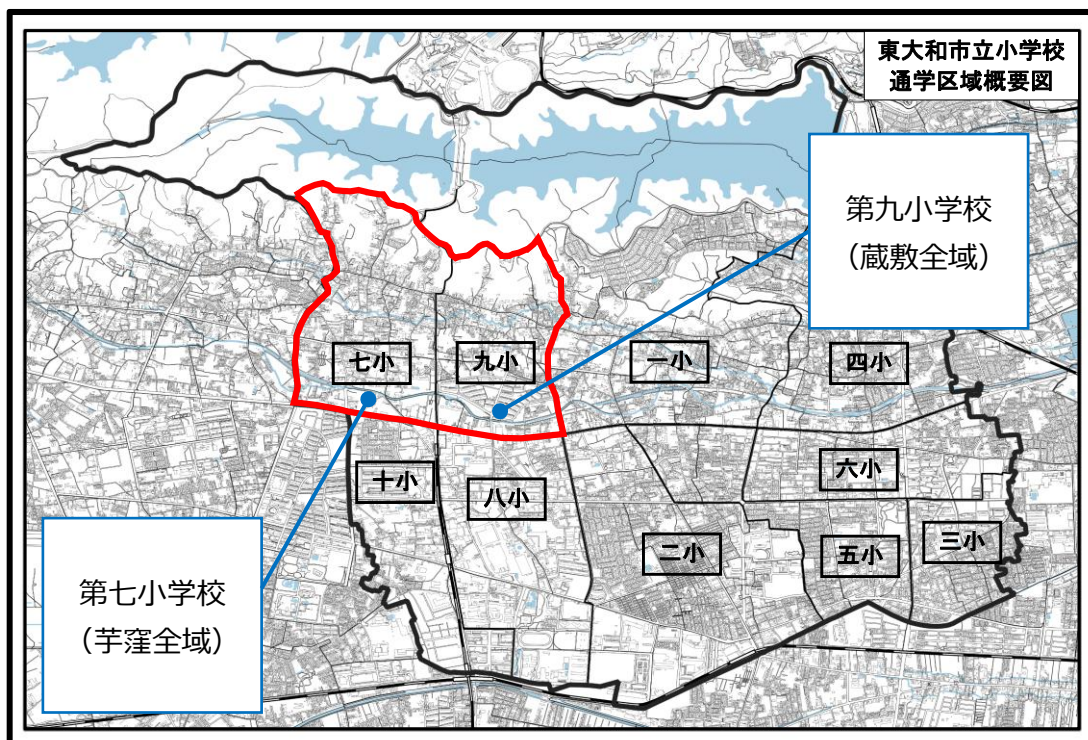 東大和市立小学校
通学区域概要図
第九小学校
（蔵敷全域）
七小
九小
一小
四小
十小
八小
六小
二小
五小
三小
第七小学校
（芋窪全域）